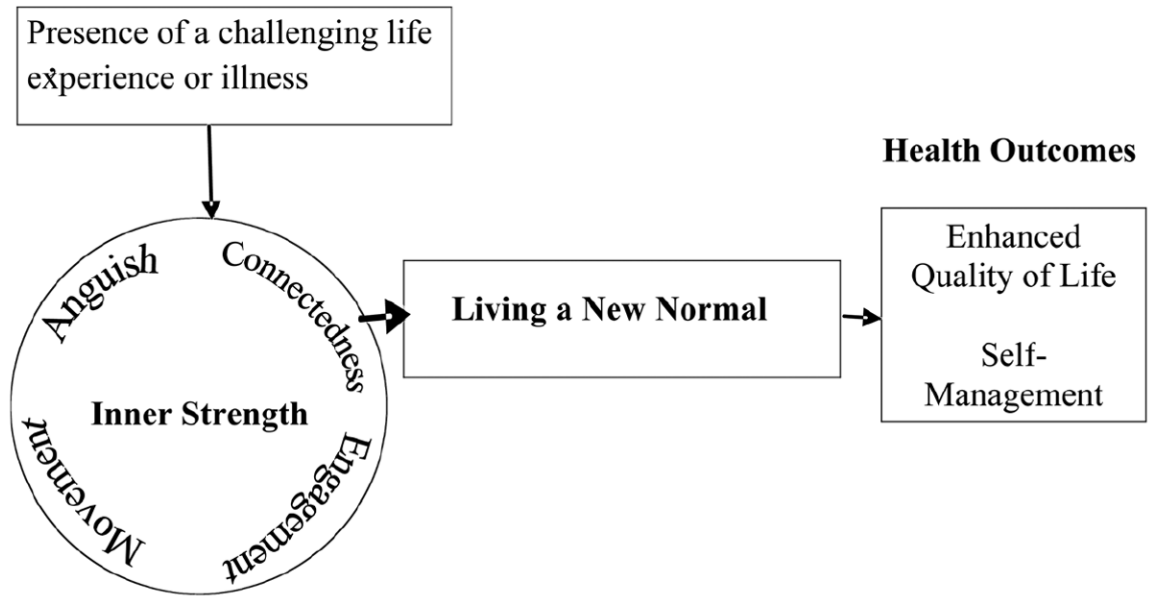 Presence of a challenging life
experience or illness
Health Outcomes
Anguish
Connectedness
Inner Strength
Movement
Engagement
Living a New Normal
Enhanced
Quality of Life
Self-
Management